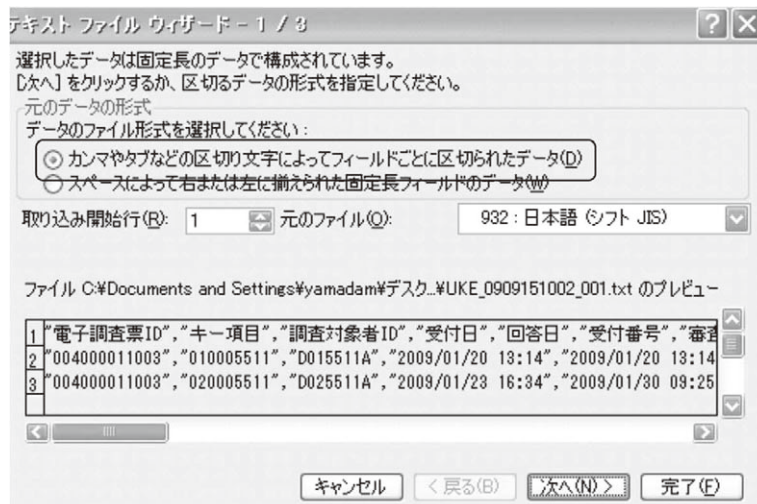 テキスト ファイル ウィザード - 1 / 3
選択したデータは固定長のデータで構成されています。
[次へ] をクリックするか、区切るデータの形式を指定してください。
元のデータの形式
データのファイル形式を選択してください:
カンマやタブなどの区切り文字によってフィールドごとに区切られたデータ(D)
スペースによって右または左に揃えられた固定長フィールドのデータ(W)
取り込み開始行(R): 1 元のファイル(O): 932 : 日本語 (シフト JIS)
ファイル C:¥Documents and Settings¥yamadam¥デスク...¥UKE_0909151002_001.txt のプレビュー
1 "電子調査票ID","キー項目","調査対象者ID","受付日","回答日","受付番号","審査
2 "004000011003","010005511","D015511A","2009/01/20 13:14","2009/01/20 13:14
3 "004000011003","020005511","D025511A","2009/01/23 16:34","2009/01/30 09:25
キャンセル < 戻る(B) 次へ(N) > 完了(F)